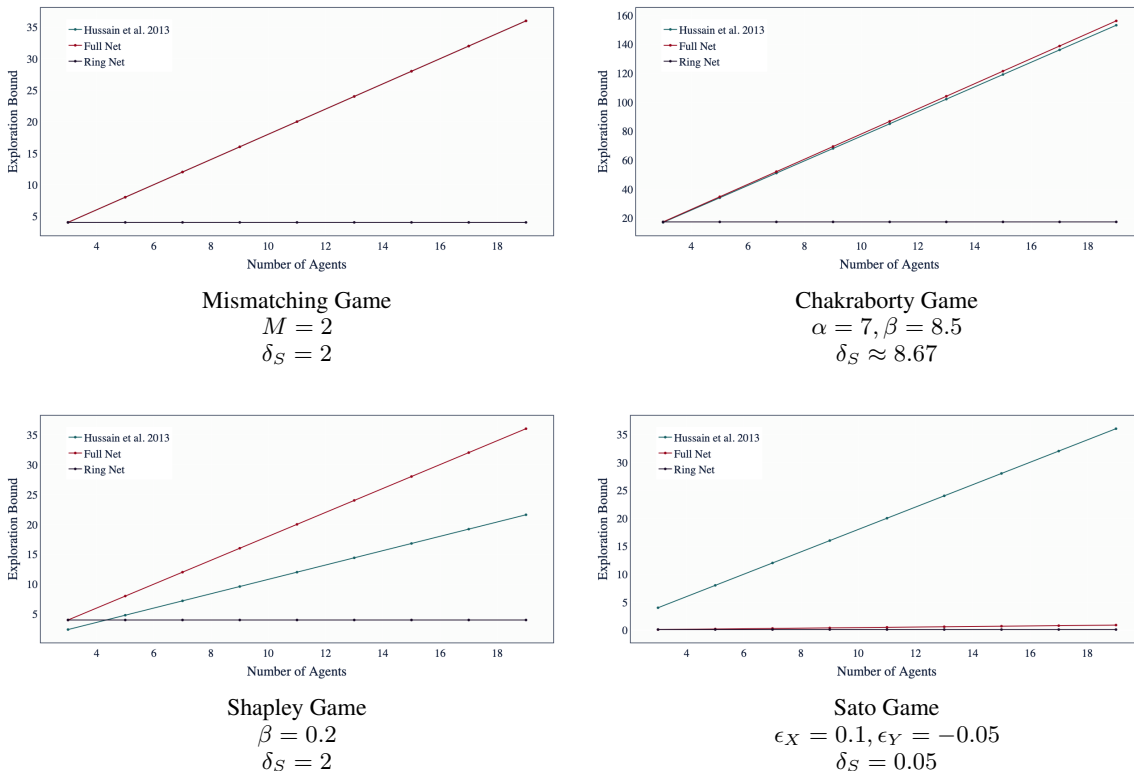 Exploration Bound
35
30
25
20
15
10
5
Hussain et al. 2013
Full Net
Ring Net
4 6 8 10 12 14 16 18
Number of Agents
Mismatching Game
M = 2
δ_S = 2
Exploration Bound
160
140
120
100
80
60
40
20
Hussain et al. 2013
Full Net
Ring Net
4 6 8 10 12 14 16 18
Number of Agents
Chakraborty Game
α = 7, β = 8.5
δ_S ≈ 8.67
Exploration Bound
35
30
25
20
15
10
5
Hussain et al. 2013
Full Net
Ring Net
4 6 8 10 12 14 16 18
Number of Agents
Shapley Game
β = 0.2
δ_S = 2
Exploration Bound
35
30
25
20
15
10
5
0
Hussain et al. 2013
Full Net
Ring Net
4 6 8 10 12 14 16 18
Number of Agents
Sato Game
ϵ_X = 0.1, ϵ_Y = −0.05
δ_S = 0.05